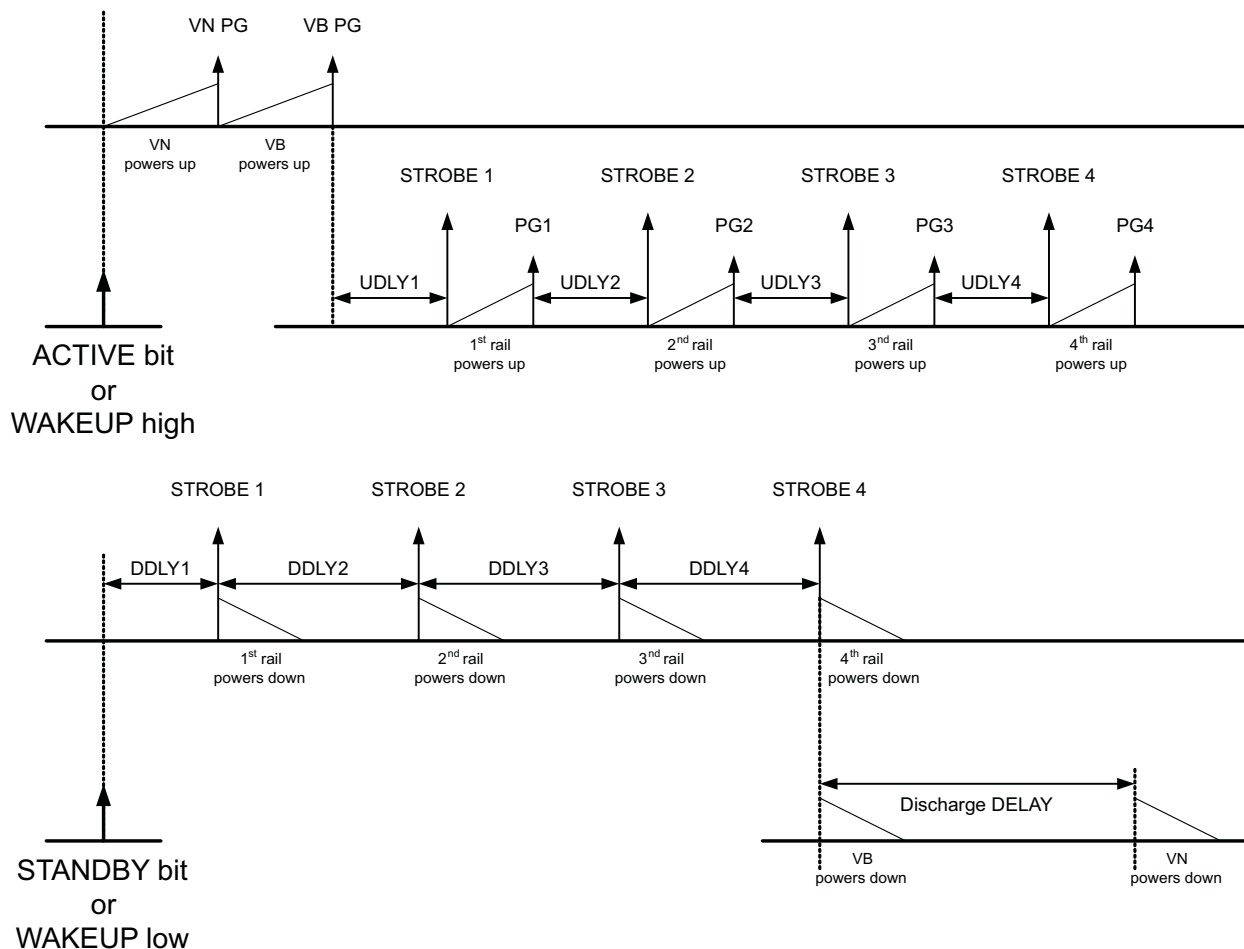 VN PG
VB PG
VN
powers up
VB
powers up
STROBE 1
STROBE 2
STROBE 3
STROBE 4
PG1
PG2
PG3
PG4
UDLY1
UDLY2
UDLY3
UDLY4
1st rail
powers up
2nd rail
powers up
3nd rail
powers up
4th rail
powers up
ACTIVE bit
or
WAKEUP high
STROBE 1
STROBE 2
STROBE 3
STROBE 4
DDLY1
DDLY2
DDLY3
DDLY4
1st rail
powers down
2nd rail
powers down
3nd rail
powers down
4th rail
powers down
Discharge DELAY
VB
powers down
VN
powers down
STANDBY bit
or
WAKEUP low